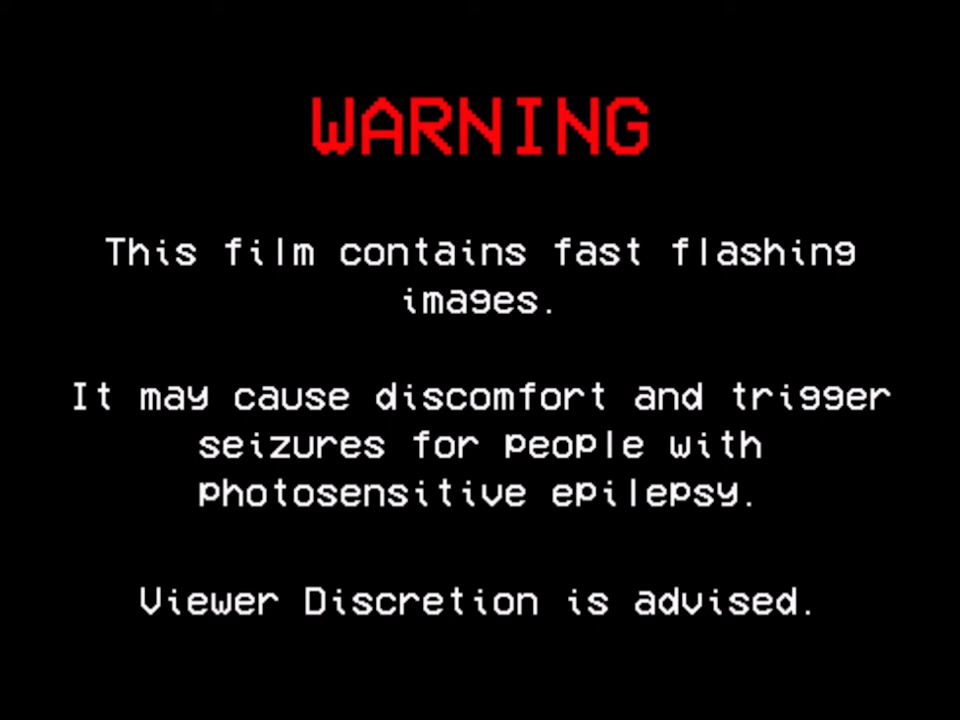 WARNING
This film contains fast flashing
images.
It may cause discomfort and trigger
seizures for people with
photosensitive epilepsy.
Viewer Discretion is advised.